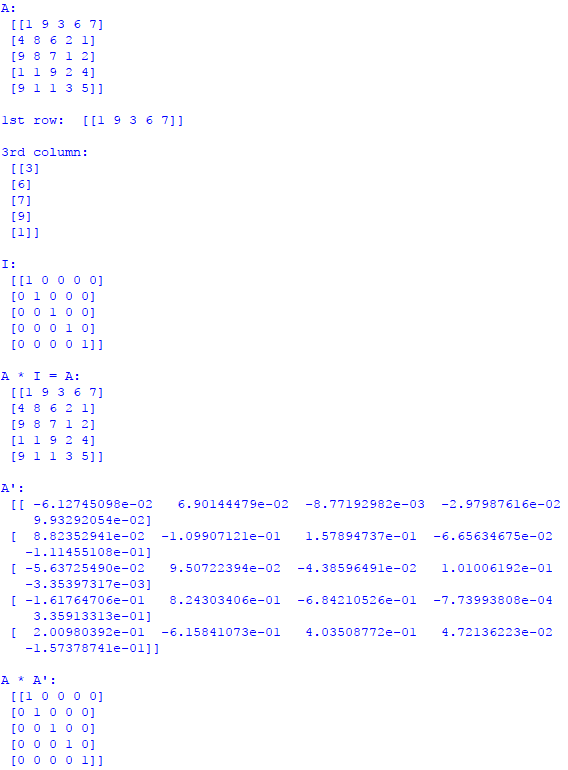 A:
[[1 9 3 6 7]
[4 8 6 2 1]
[9 8 7 1 2]
[1 1 9 2 4]
[9 1 1 3 5]]
1st row: [[1 9 3 6 7]]
3rd column:
[[3]
[6]
[7]
[9]
[1]]
I:
[[1 0 0 0 0]
[0 1 0 0 0]
[0 0 1 0 0]
[0 0 0 1 0]
[0 0 0 0 1]]
A * I = A:
[[1 9 3 6 7]
[4 8 6 2 1]
[9 8 7 1 2]
[1 1 9 2 4]
[9 1 1 3 5]]
A':
[[ -6.12745098e-02 6.90144479e-02 -8.77192982e-03 -2.97987616e-02
9.93292054e-02]
[ 8.82352941e-02 -1.09907121e-01 1.57894737e-01 -6.65634675e-02
-1.11455108e-01]
[ -5.63725490e-02 9.50722394e-02 -4.38596491e-02 1.01006192e-01
-3.35397317e-03]
[ -1.61764706e-01 8.24303406e-01 -6.84210526e-01 -7.73993808e-04
3.35913313e-01]
[ 2.00980392e-01 -6.15841073e-01 4.03508772e-01 4.72136223e-02
-1.57378741e-01]]
A * A':
[[1 0 0 0 0]
[0 1 0 0 0]
[0 0 1 0 0]
[0 0 0 1 0]
[0 0 0 0 1]]